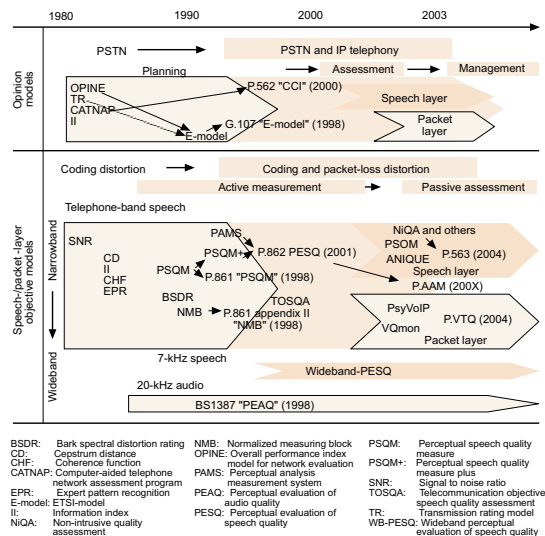 1980 1990 2000 2003
Opinion models
PSTN PSTN and IP telephony
Planning Assessment Management
OPINE
TR
CATNAP
II
P.562 "CCI" (2000)
Speech layer
G.107 "E-model" (1998)
E-model
Packet layer
Speech-/packet -layer objective models
Coding distortion Coding and packet-loss distortion
Active measurement Passive assessment
Telephone-band speech
Narrowband
Wideband
SNR
CD
II
CHF
EPR
PAMS
PSQM+
PSQM
P.862 PESQ (2001)
P.861 "PSQM" (1998)
BSDR
NMB
TOSQA
P.861 appendix II
"NMB" (1998)
NiQA and others
PSOM
ANIQUE
P.563 (2004)
Speech layer
P.AAM (200X)
PsyVoIP
VQmon
P.VTQ (2004)
Packet layer
7-kHz speech
Wideband-PESQ
20-kHz audio
BS1387 "PEAQ" (1998)
BSDR: Bark spectral distortion rating
CD: Cepstrum distance
CHF: Coherence function
CATNAP: Computer-aided telephone
network assessment program
EPR: Expert pattern recognition
E-model: ETSI-model
II: Information index
NiQA: Non-intrusive quality
assessment
NMB: Normalized measuring block
OPINE: Overall performance index
model for network evaluation
PAMS: Perceptual analysis
measurement system
PEAQ: Perceptual evaluation of
audio quality
PESQ: Perceptual evaluation of
speech quality
PSQM: Perceptual speech quality
measure
PSQM+: Perceptual speech quality
measure plus
SNR: Signal to noise ratio
TOSQA: Telecommunication objective
speech quality assessment
TR: Transmission rating model
WB-PESQ: Wideband perceptual
evaluation of speech quality